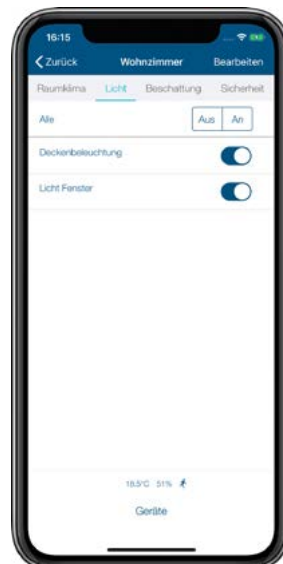 16:15
Zurück Wohnzimmer Bearbeiten
Raumklima Licht Beschattung Sicherheit
Alle Aus An
Deckenbeleuchtung
Licht Fenster
18.5°C 51%
Geräte